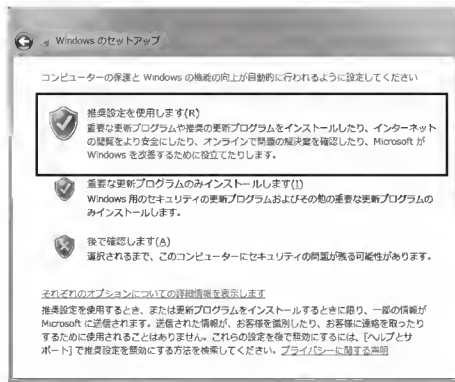 Windows のセットアップ
コンピューターの保護と Windows の機能の向上が自動的に行われるように設定してください
推奨設定を使用します(R)
重要な更新プログラムや推奨の更新プログラムをインストールしたり、インターネット
の閲覧をより安全にしたり、オンラインで問題の解決策を確認したり、Microsoft が
Windows を改善するために役立てたりします。
重要な更新プログラムのみインストールします(I)
Windows 用のセキュリティの更新プログラムおよびその他の重要な更新プログラムの
みインストールします。
後で確認します(A)
選択されるまで、このコンピューターにセキュリティの問題が残る可能性があります。
それぞれのオプションについての詳細情報を表示します
推奨設定を使用するとき、または更新プログラムをインストールするときに限り、一部の情報が
Microsoft に送信されます。送信された情報が、お客様を識別したり、お客様に連絡を取ったり
するために使用されることはありません。これらの設定を後で無効にするには、[ヘルプとサ
ポート] で推奨設定を無効にする方法を検索してください。プライバシーに関する声明